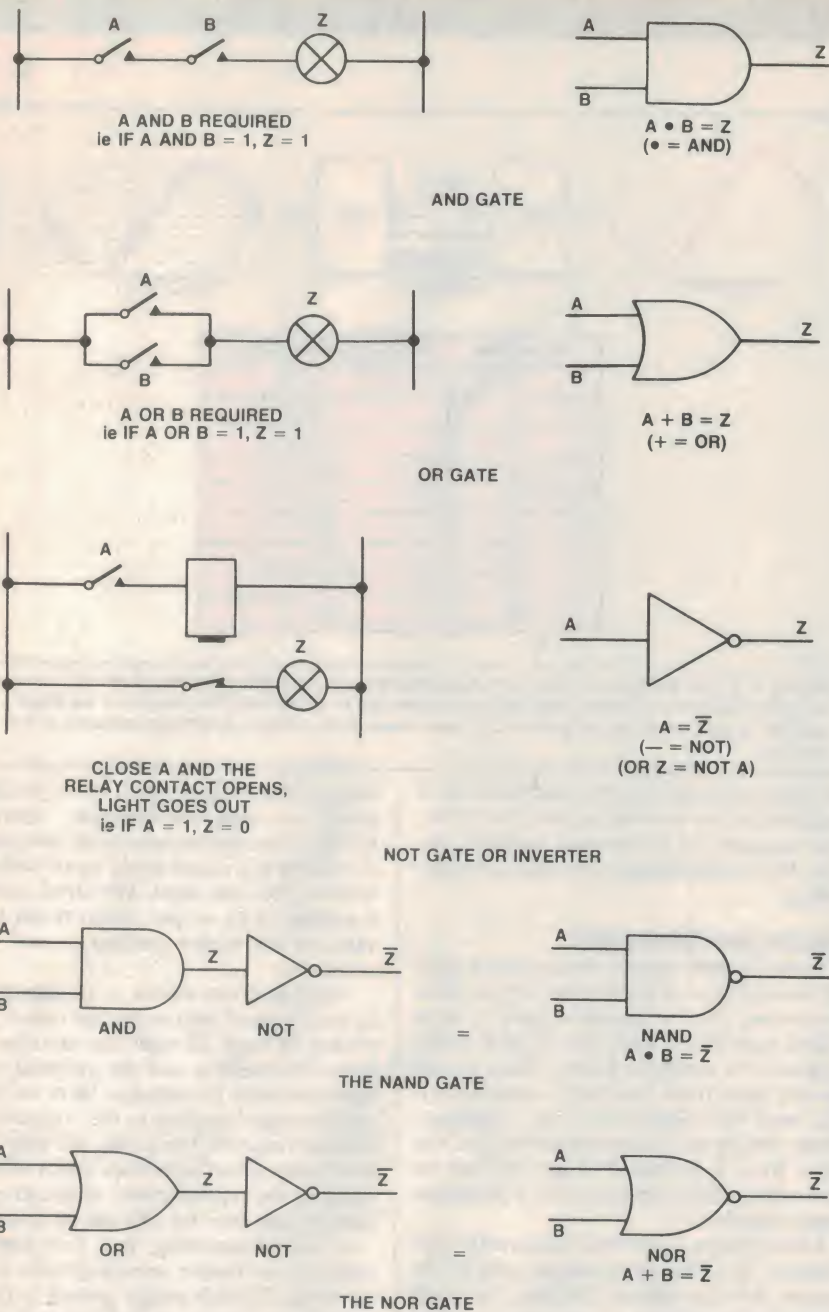 A B Z
A AND B REQUIRED
ie IF A AND B = 1, Z = 1
A
B
Z
A • B = Z
(• = AND)
AND GATE
A
B
Z
A OR B REQUIRED
ie IF A OR B = 1, Z = 1
A
B
Z
A + B = Z
(+ = OR)
OR GATE
A
Z
CLOSE A AND THE
RELAY CONTACT OPENS,
LIGHT GOES OUT
ie IF A = 1, Z = 0
A Z
A = Z̅
(— = NOT)
(OR Z = NOT A)
NOT GATE OR INVERTER
A
B
Z Z̅
AND NOT
=
A
B
Z̅
NAND
A • B = Z̅
THE NAND GATE
A
B
Z Z̅
OR NOT
=
A
B
Z̅
NOR
A + B = Z̅
THE NOR GATE